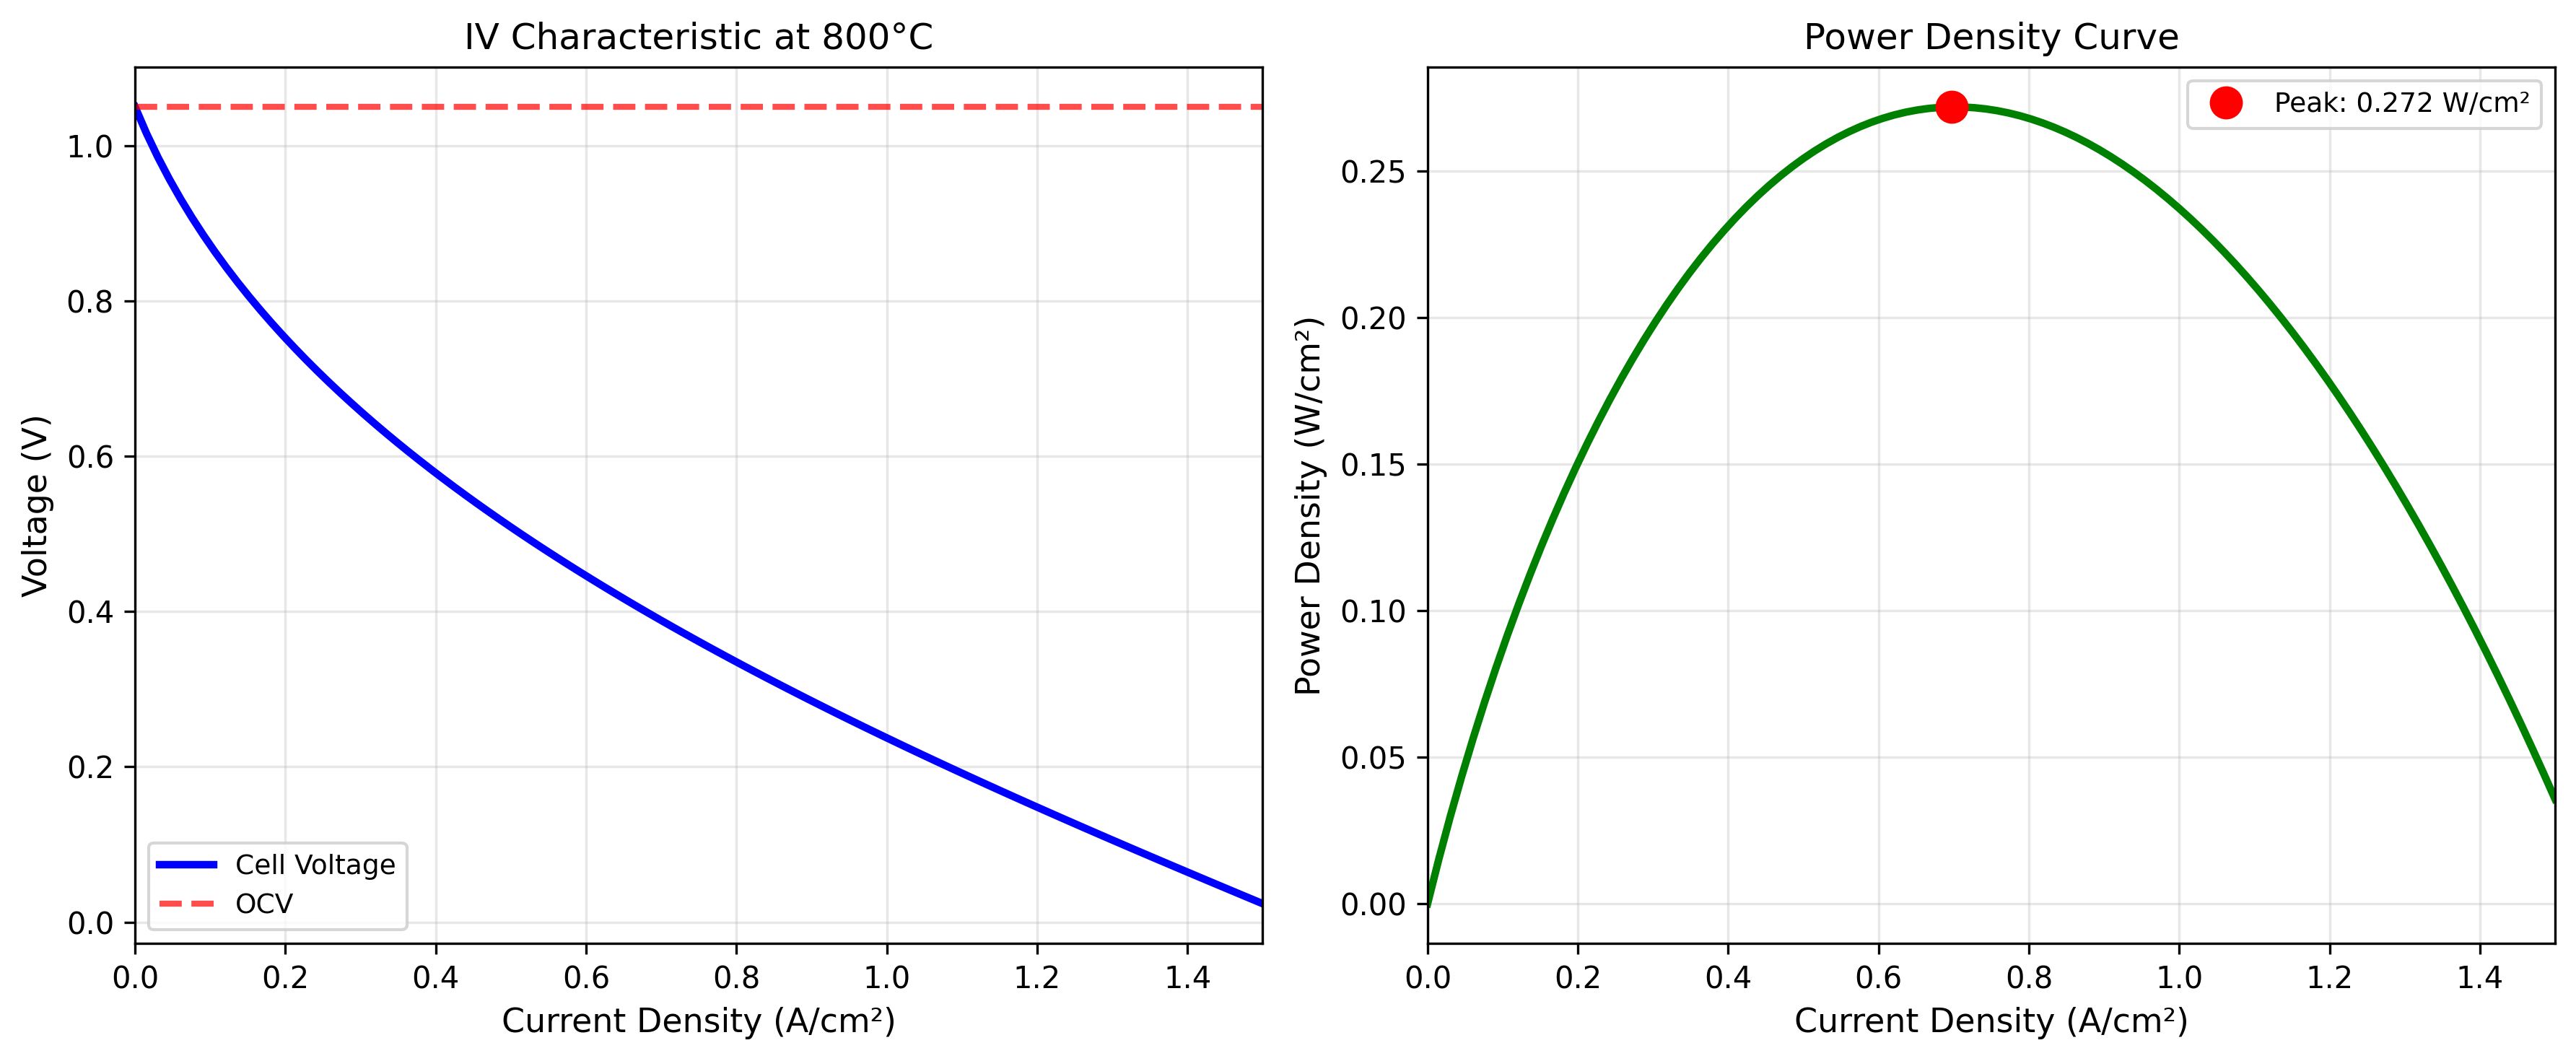 IV Characteristic at 800°C
Voltage (V)
1.0
0.8
0.6
0.4
0.2
0.0
Cell Voltage
OCV
0.0 0.2 0.4 0.6 0.8 1.0 1.2 1.4
Current Density (A/cm²)
Power Density Curve
Power Density (W/cm²)
Peak: 0.272 W/cm²
0.25
0.20
0.15
0.10
0.05
0.00
0.0 0.2 0.4 0.6 0.8 1.0 1.2 1.4
Current Density (A/cm²)